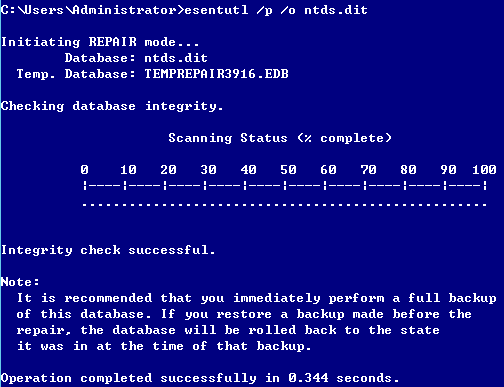 C:\Users\Administrator>esentutl /p /o ntds.dit
Initiating REPAIR mode...
Database: ntds.dit
Temp. Database: TEMPREPAIR3916.EDB
Checking database integrity.
Scanning Status (% complete)
0 10 20 30 40 50 60 70 80 90 100
|----|----|----|----|----|----|----|----|----|----|
...................................................
Integrity check successful.
Note:
It is recommended that you immediately perform a full backup
of this database. If you restore a backup made before the
repair, the database will be rolled back to the state
it was in at the time of that backup.
Operation completed successfully in 0.344 seconds.